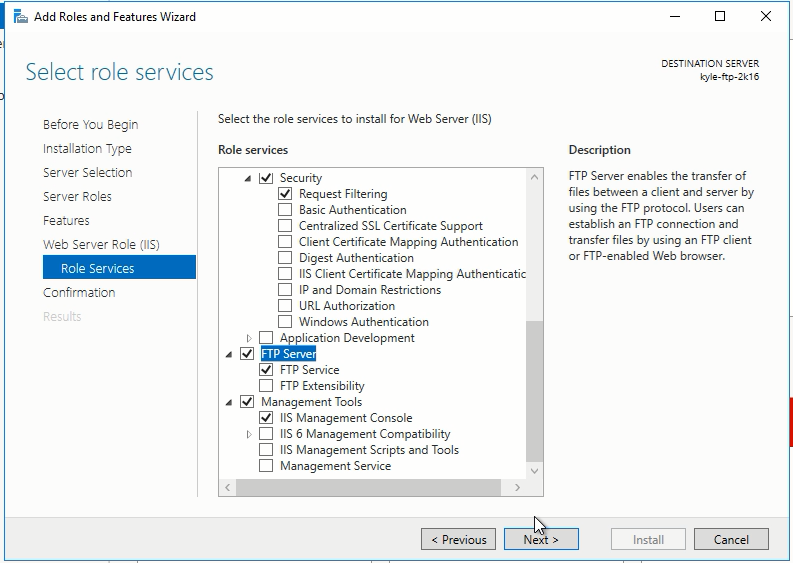 Add Roles and Features Wizard
Select role services
DESTINATION SERVER
kyle-ftp-2k16
Before You Begin
Installation Type
Server Selection
Server Roles
Features
Web Server Role (IIS)
Role Services
Confirmation
Results
Select the role services to install for Web Server (IIS)
Role services
Security
Request Filtering
Basic Authentication
Centralized SSL Certificate Support
Client Certificate Mapping Authentication
Digest Authentication
IIS Client Certificate Mapping Authenticatic
IP and Domain Restrictions
URL Authorization
Windows Authentication
Application Development
FTP Server
FTP Service
FTP Extensibility
Management Tools
IIS Management Console
IIS 6 Management Compatibility
IIS Management Scripts and Tools
Management Service
Description
FTP Server enables the transfer of
files between a client and server by
using the FTP protocol. Users can
establish an FTP connection and
transfer files by using an FTP client
or FTP-enabled Web browser.
< Previous
Next >
Install
Cancel